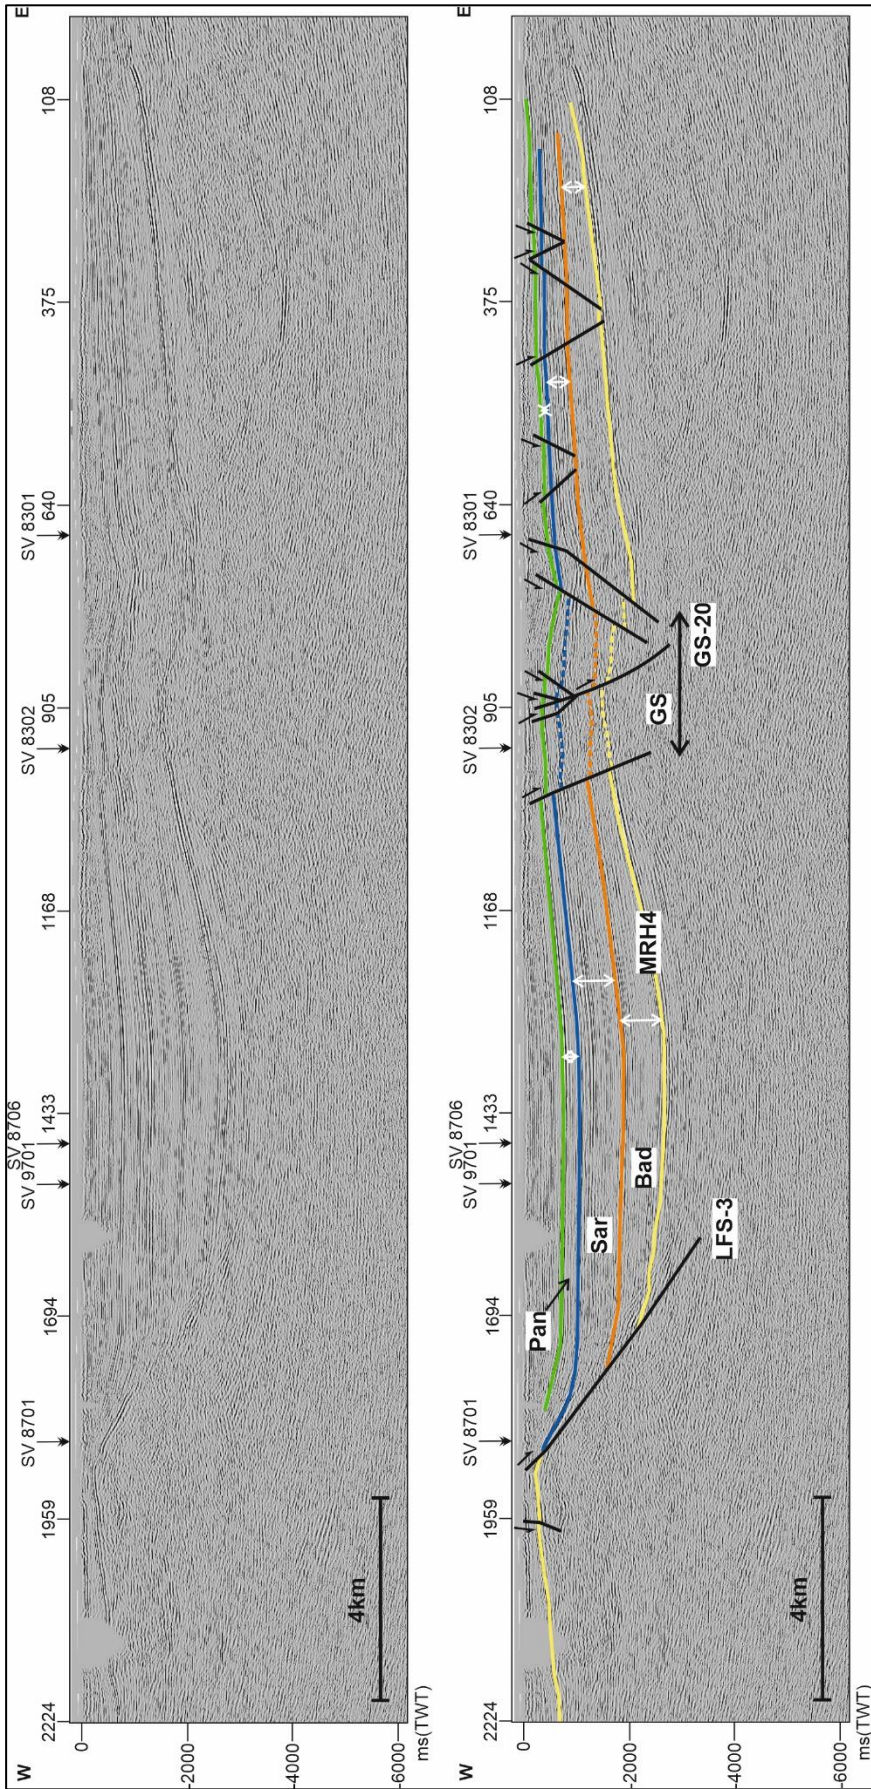 W
E
SV 8701
SV 9701
SV 8706
SV 8302
SV 8301
2224
1959
1694
1433
1168
905
640
375
108
0
2000
4000
6000
ms(TWT)
4km
W
E
SV 8701
SV 9701
SV 8706
SV 8302
SV 8301
2224
1959
1694
1433
1168
905
640
375
108
0
2000
4000
6000
ms(TWT)
Pan
Sar
Bad
MRH4
LFS-3
GS
GS-20
4km